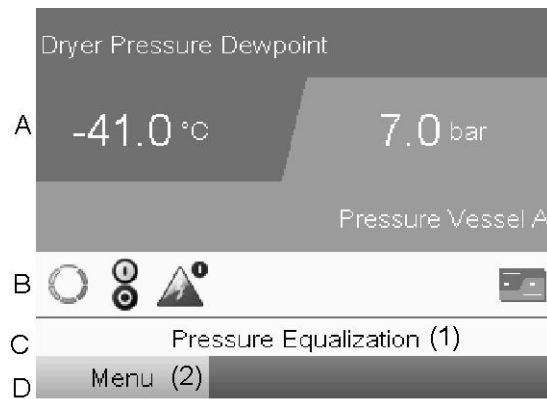 Dryer Pressure Dewpoint
A -41.0 °C 7.0 bar
Pressure Vessel A
B
C Pressure Equalization (1)
D Menu (2)